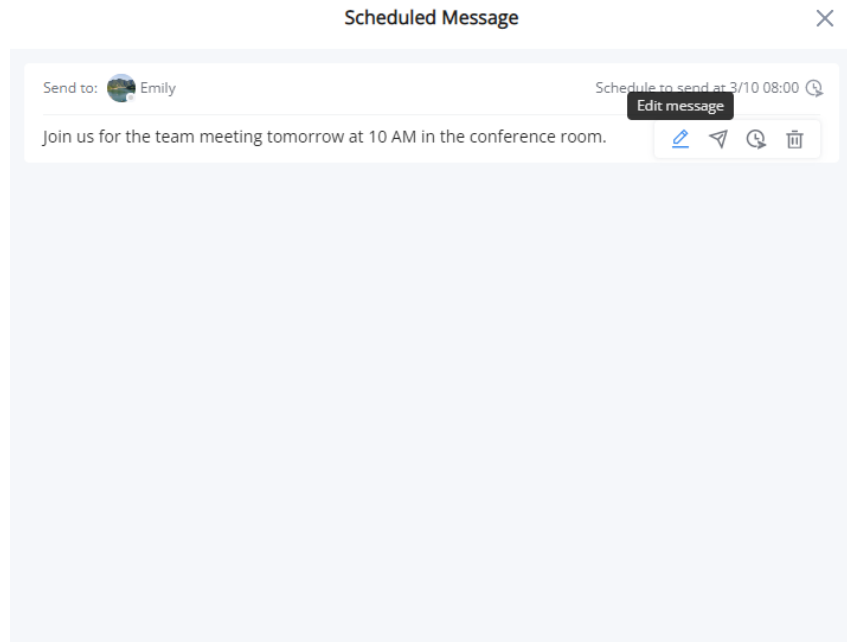 Scheduled Message
Send to: Emily
Schedule to send at 3/10 08:00
Edit message
Join us for the team meeting tomorrow at 10 AM in the conference room.